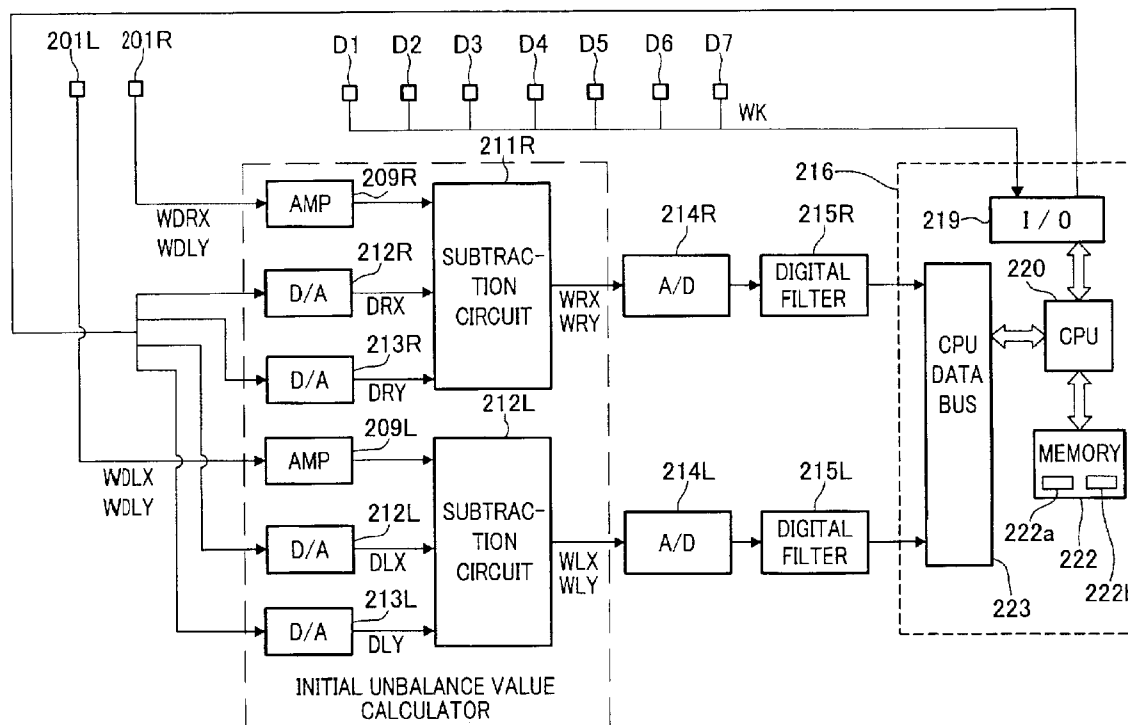 201L
201R
D1
D2
D3
D4
D5
D6
D7
WK
211R
216
AMP
209R
WDRX
WDLY
219
I/O
214R
215R
212R
220
D/A
DRX
SUBTRAC-
TION
CIRCUIT
WRX
WRY
A/D
DIGITAL
FILTER
CPU
DATA
BUS
CPU
D/A
213R
DRY
212L
209L
AMP
MEMORY
WDLX
WDLY
214L
215L
222a
222
222b
212L
D/A
DLX
SUBTRAC-
TION
CIRCUIT
WLX
WLY
A/D
DIGITAL
FILTER
223
213L
D/A
DLY
INITIAL UNBALANCE VALUE
CALCULATOR